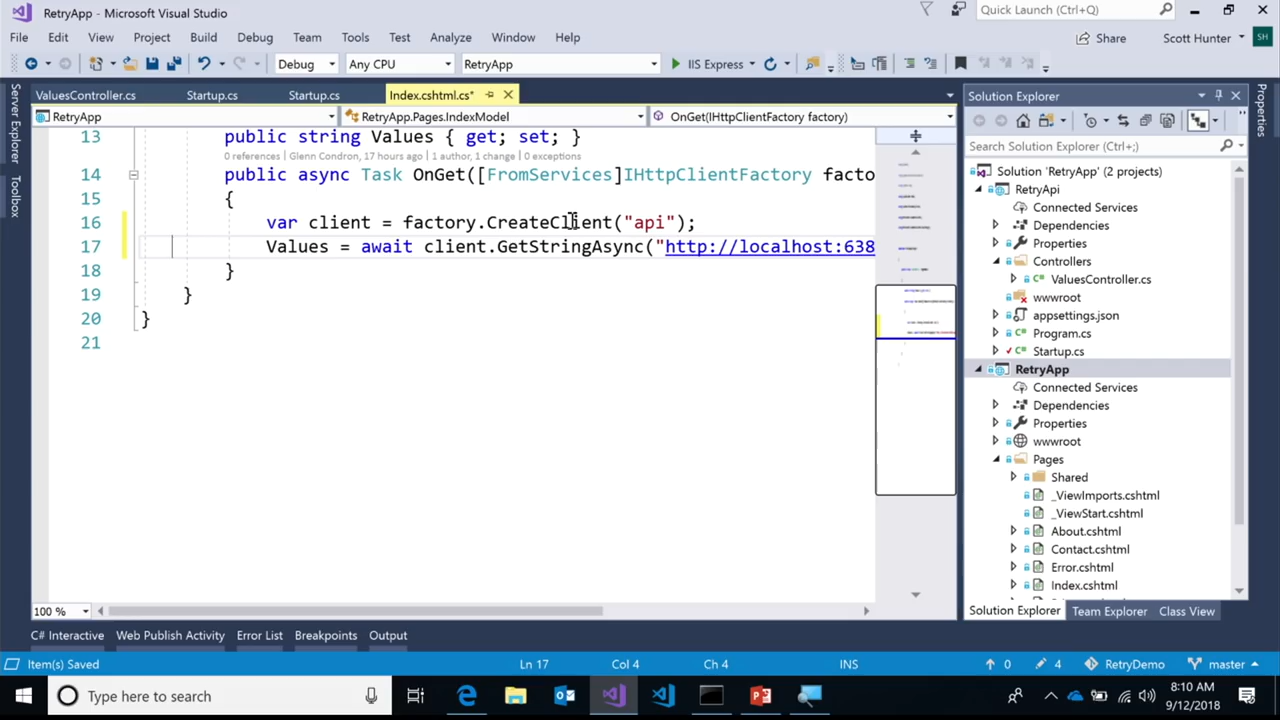 RetryApp - Microsoft Visual Studio
Quick Launch (Ctrl+Q)
File Edit View Project Build Debug Team Tools Test Analyze Window Help
Share Scott Hunter SH
Debug Any CPU RetryApp IIS Express
Server Explorer
Toolbox
ValuesController.cs Startup.cs Startup.cs Index.cshtml.cs*
RetryApp RetryApp.Pages.IndexModel OnGet(IHttpClientFactory factory)
13 public string Values { get; set; }
0 references | Glenn Condron, 17 hours ago | 1 author, 1 change | 0 exceptions
14 public async Task OnGet([FromServices]IHttpClientFactory facto
15 {
16 var client = factory.CreateClient("api");
17 Values = await client.GetStringAsync("http://localhost:638
18 }
19 }
20 }
21
100 %
Solution Explorer
Search Solution Explorer (Ctrl+;)
Solution 'RetryApp' (2 projects)
RetryApi
Connected Services
Dependencies
Properties
Controllers
C# ValuesController.cs
wwwroot
appsettings.json
C# Program.cs
C# Startup.cs
RetryApp
Connected Services
Dependencies
Properties
wwwroot
Pages
Shared
_ViewImports.cshtml
_ViewStart.cshtml
About.cshtml
Contact.cshtml
Error.cshtml
Index.cshtml
Solution Explorer Team Explorer Class View
Properties
C# Interactive Web Publish Activity Error List Breakpoints Output
Item(s) Saved Ln 17 Col 4 Ch 4 INS 0 4 RetryDemo master
Type here to search
8:10 AM
9/12/2018